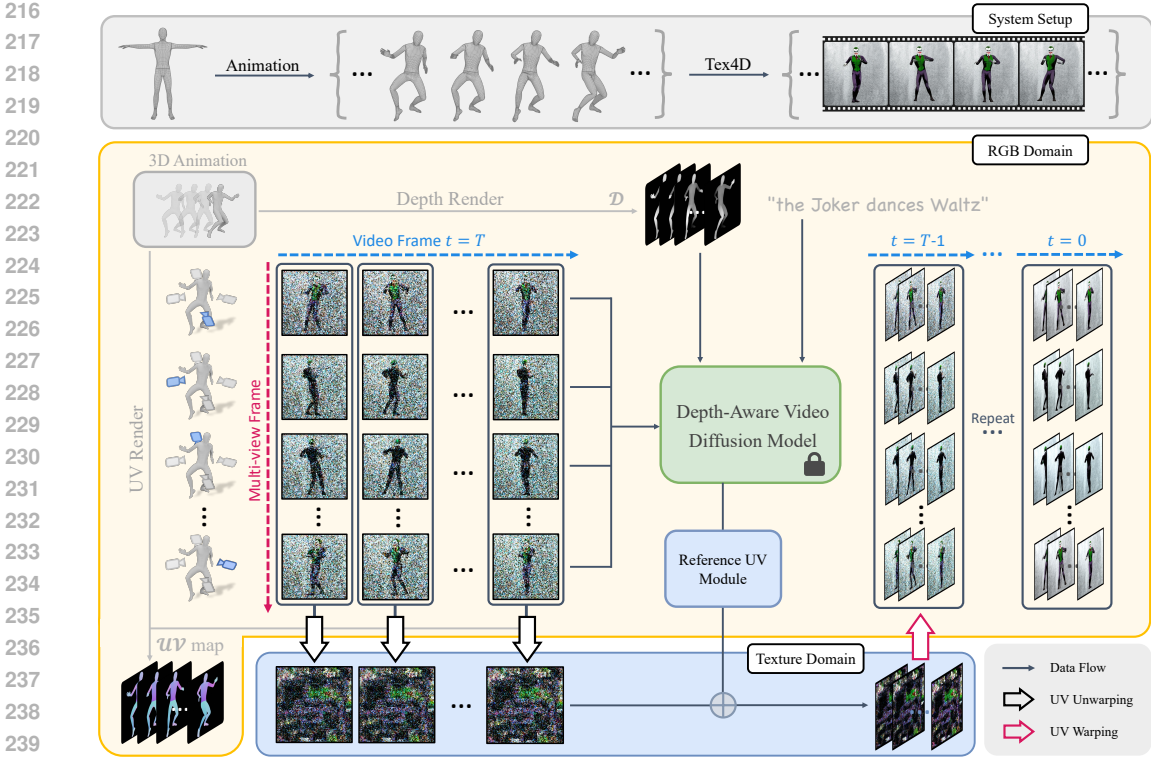 216
217
218
219
220
221
222
223
224
225
226
227
228
229
230
231
232
233
234
235
236
237
238
239
System Setup
Animation
Tex4D
RGB Domain
3D Animation
Depth Render
𝒟
"the Joker dances Waltz"
Video Frame t = T
t = T-1
...
t = 0
UV Render
Multi-view Frame
Depth-Aware Video
Diffusion Model
Repeat
...
Reference UV
Module
𝒰𝒱 map
Texture Domain
Data Flow
UV Unwarping
UV Warping